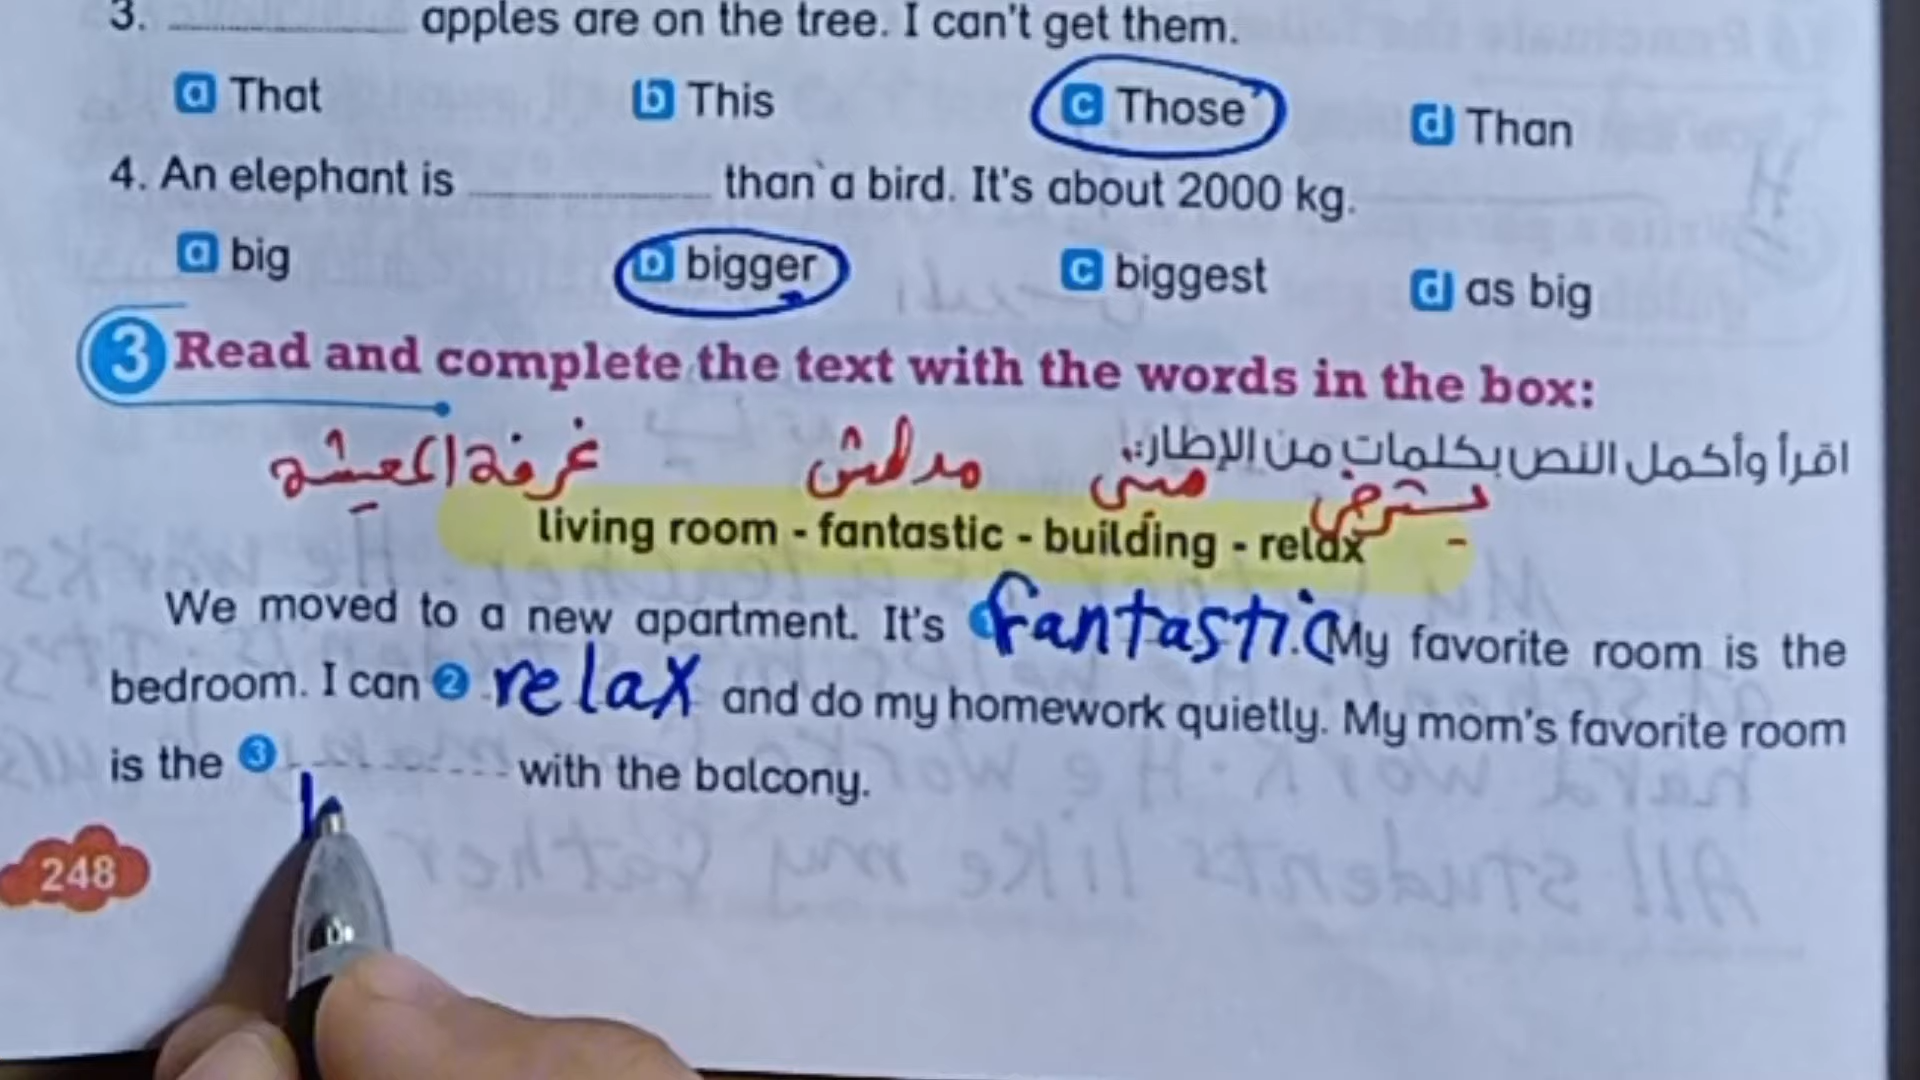 3. ______ apples are on the tree. I can't get them.
a That b This c Those d Than
4. An elephant is ______ than a bird. It's about 2000 kg.
a big b bigger c biggest d as big
3 Read and complete the text with the words in the box:
اقرأ وأكمل النص بكلمات من الإطار:
غرفة المعيشة مدهش مبنى يسترخى
living room - fantastic - building - relax
We moved to a new apartment. It's fantastic. My favorite room is the
bedroom. I can 2 relax and do my homework quietly. My mom's favorite room
is the 3 ______ with the balcony.
248